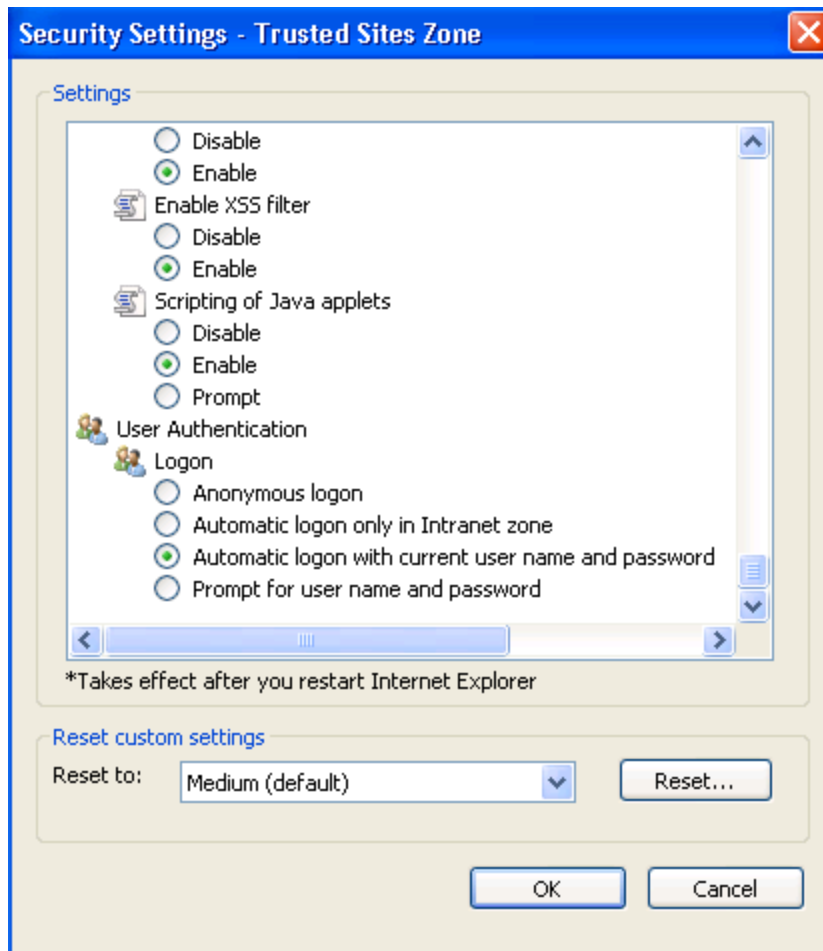 Security Settings - Trusted Sites Zone
Settings
Disable
Enable
Enable XSS filter
Disable
Enable
Scripting of Java applets
Disable
Enable
Prompt
User Authentication
Logon
Anonymous logon
Automatic logon only in Intranet zone
Automatic logon with current user name and password
Prompt for user name and password
*Takes effect after you restart Internet Explorer
Reset custom settings
Reset to: Medium (default) Reset...
OK Cancel